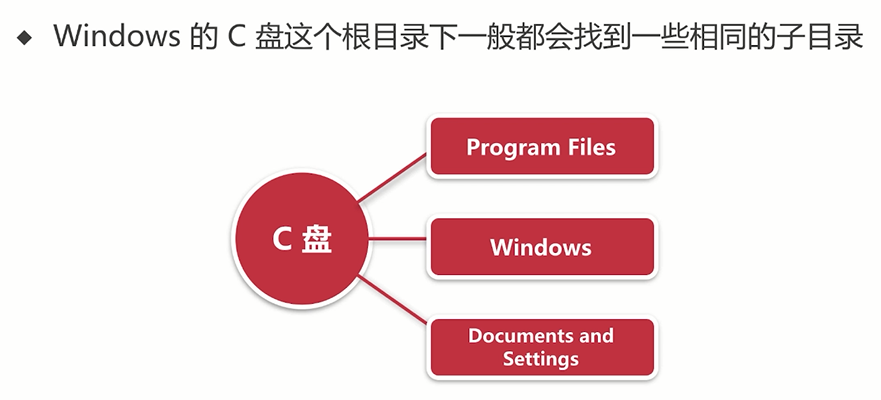 ◆ Windows 的 C 盘这个根目录下一般都会找到一些相同的子目录
Program Files
C 盘
Windows
Documents and
Settings